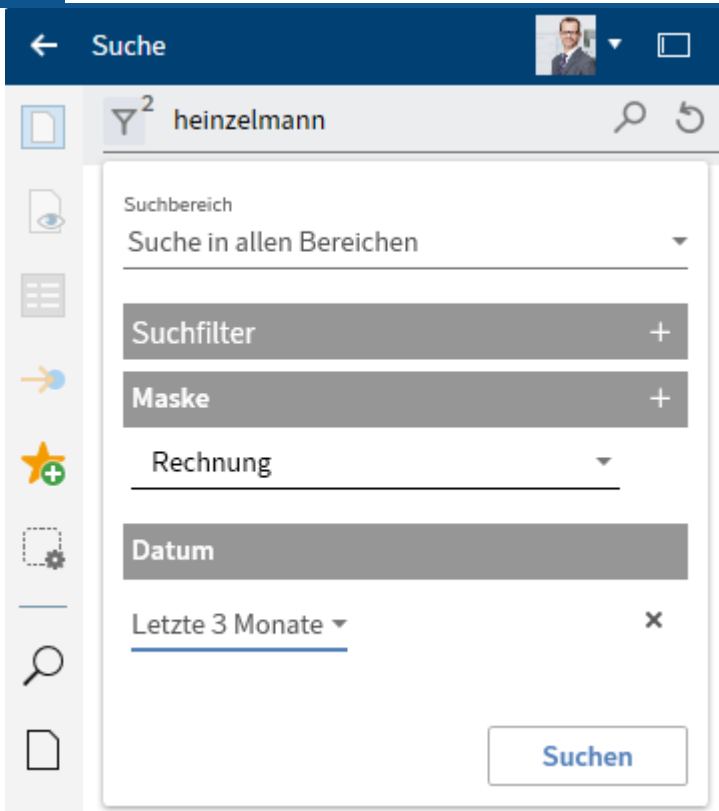 Suche
2
heinzelmann
Suchbereich
Suche in allen Bereichen
Suchfilter +
Maske +
Rechnung
Datum
Letzte 3 Monate
Suchen